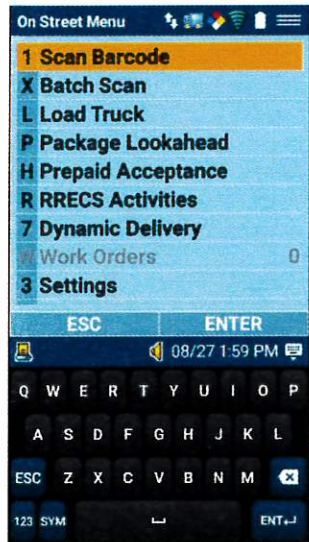 On Street Menu
1 Scan Barcode
X Batch Scan
L Load Truck
P Package Lookahead
H Prepaid Acceptance
R RRECS Activities
7 Dynamic Delivery
W Work Orders 0
3 Settings
ESC ENTER
08/27 1:59 PM
Q W E R T Y U I O P
A S D F G H J K L
ESC Z X C V B N M
123 SYM ENT